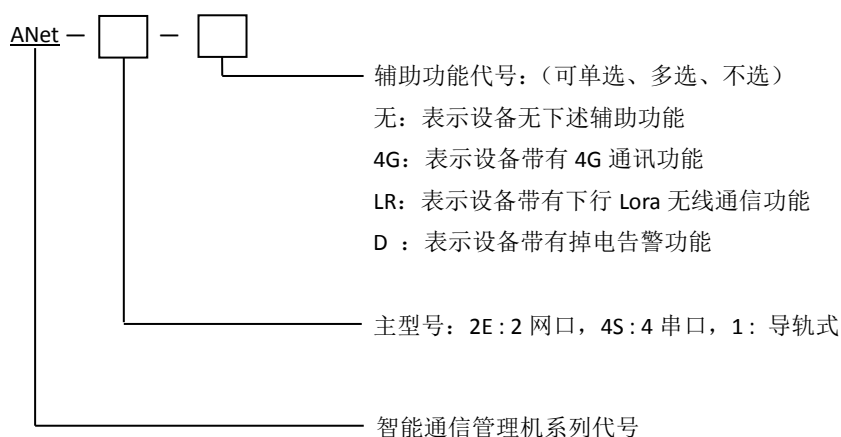 ANet — □ — □
辅助功能代号：（可单选、多选、不选）
无：表示设备无下述辅助功能
4G：表示设备带有 4G 通讯功能
LR：表示设备带有下行 Lora 无线通信功能
D ：表示设备带有掉电告警功能
主型号：2E : 2 网口，4S : 4 串口，1 : 导轨式
智能通信管理机系列代号